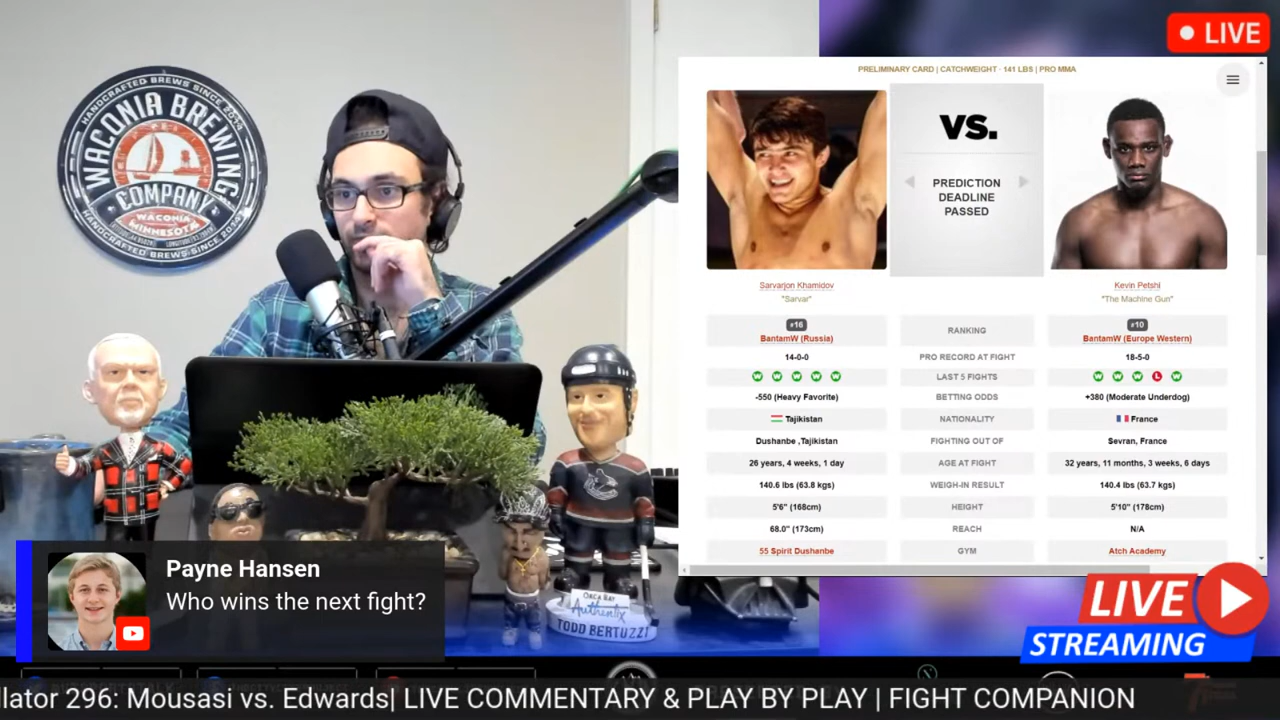 LIVE
HANDCRAFTED BREWS SINCE 2014
WACONIA BREWING
COMPANY
WACONIA
MINNESOTA
HANDCRAFTED BREWS SINCE 2014
PRELIMINARY CARD | CATCHWEIGHT · 141 LBS | PRO MMA
VS.
PREDICTION
DEADLINE
PASSED
Sarvarjon Khamidov
"Sarvar"
Kevin Petshi
"The Machine Gun"
#16
BantamW (Russia)
RANKING
#10
BantamW (Europe Western)
14-0-0 PRO RECORD AT FIGHT 18-5-0
W W W W W LAST 5 FIGHTS W W W L W
-550 (Heavy Favorite) BETTING ODDS +380 (Moderate Underdog)
Tajikistan NATIONALITY France
Dushanbe ,Tajikistan FIGHTING OUT OF Sevran, France
26 years, 4 weeks, 1 day AGE AT FIGHT 32 years, 11 months, 3 weeks, 6 days
140.6 lbs (63.8 kgs) WEIGH-IN RESULT 140.4 lbs (63.7 kgs)
5'6" (168cm) HEIGHT 5'10" (178cm)
68.0" (173cm) REACH N/A
55 Spirit Dushanbe GYM Atch Academy
Payne Hansen
Who wins the next fight?
ORCA BAY
Authentix
TODD BERTUZZI
LIVE
STREAMING
llator 296: Mousasi vs. Edwards| LIVE COMMENTARY & PLAY BY PLAY | FIGHT COMPANION